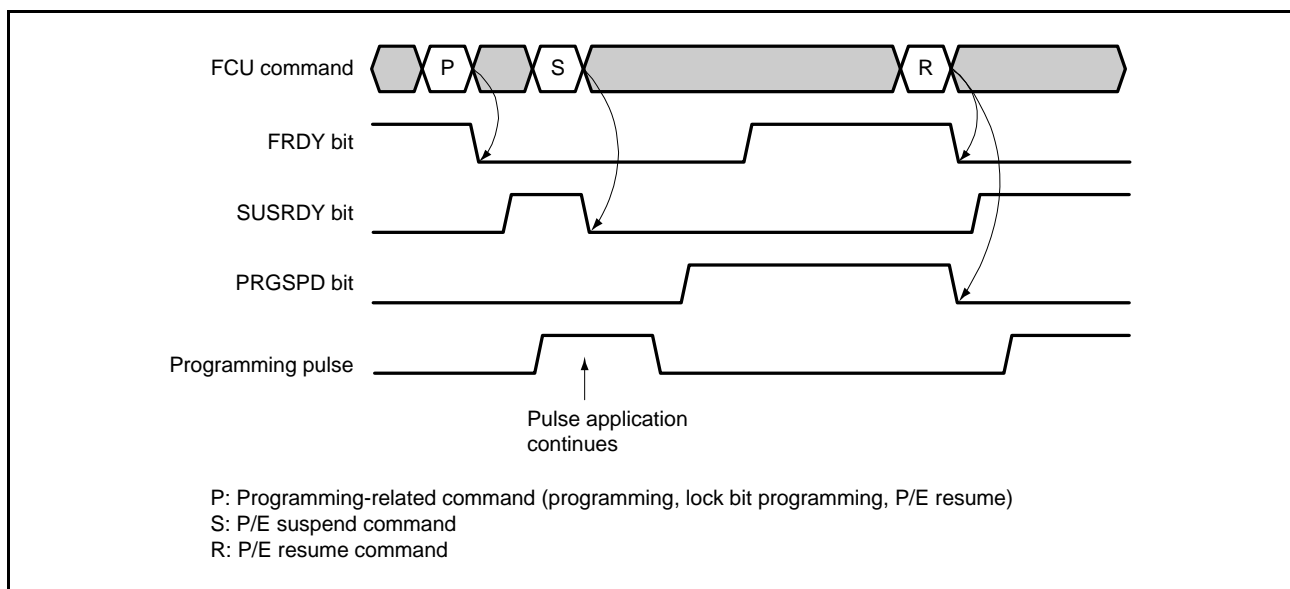 FCU command
P
S
R
FRDY bit
SUSRDY bit
PRGSPD bit
Programming pulse
Pulse application
continues
P: Programming-related command (programming, lock bit programming, P/E resume)
S: P/E suspend command
R: P/E resume command